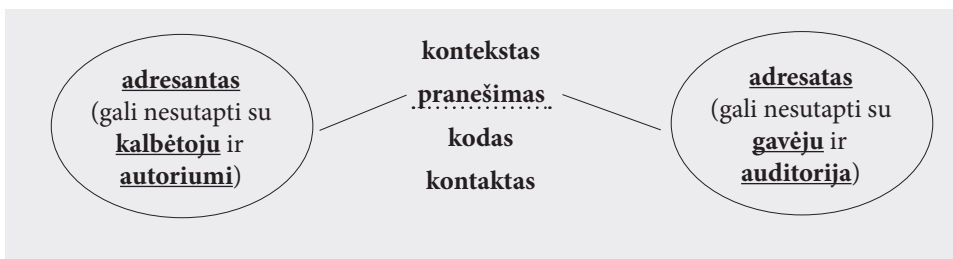 adresantas
(gali nesutapti su
kalbėtoju ir
autoriumi)
kontekstas
pranešimas
kodas
kontaktas
adresatas
(gali nesutapti su
gavėju ir
auditorija)